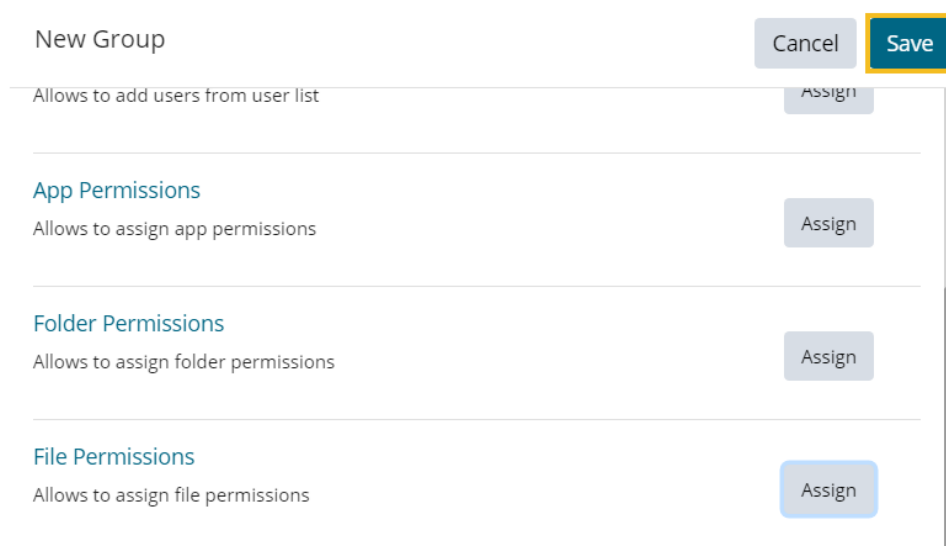 New Group
Cancel
Save
Allows to add users from user list
Assign
App Permissions
Allows to assign app permissions
Assign
Folder Permissions
Allows to assign folder permissions
Assign
File Permissions
Allows to assign file permissions
Assign